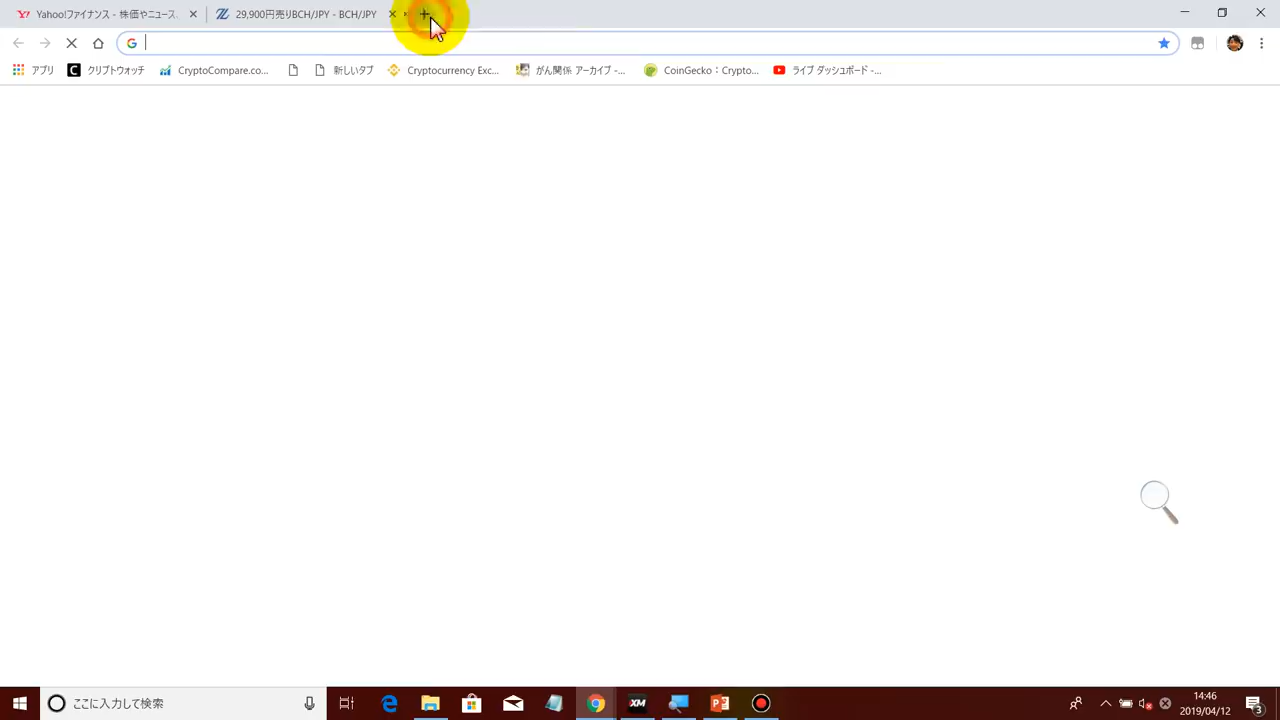 Yahoo!ファイナンス - 株価やニュース、
29,900円売りBCH/JPY - BCH/JPY
アプリ
クリプトウォッチ
CryptoCompare.co...
新しいタブ
Cryptocurrency Exc...
がん関係 アーカイブ -...
CoinGecko：Crypto...
ライブ ダッシュボード -...
ここに入力して検索
XM
14:46
2019/04/12
3